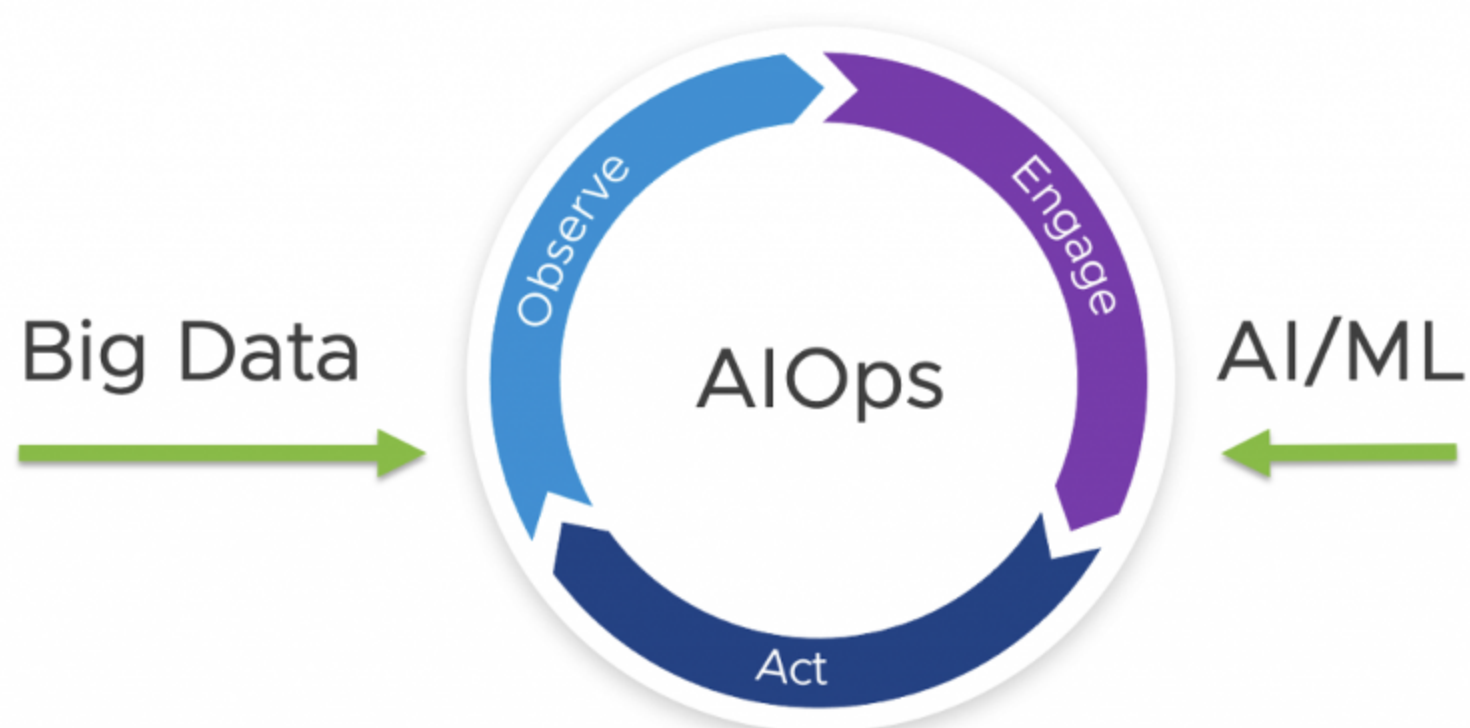 Observe
Engage
Big Data
AIOps
AI/ML
Act